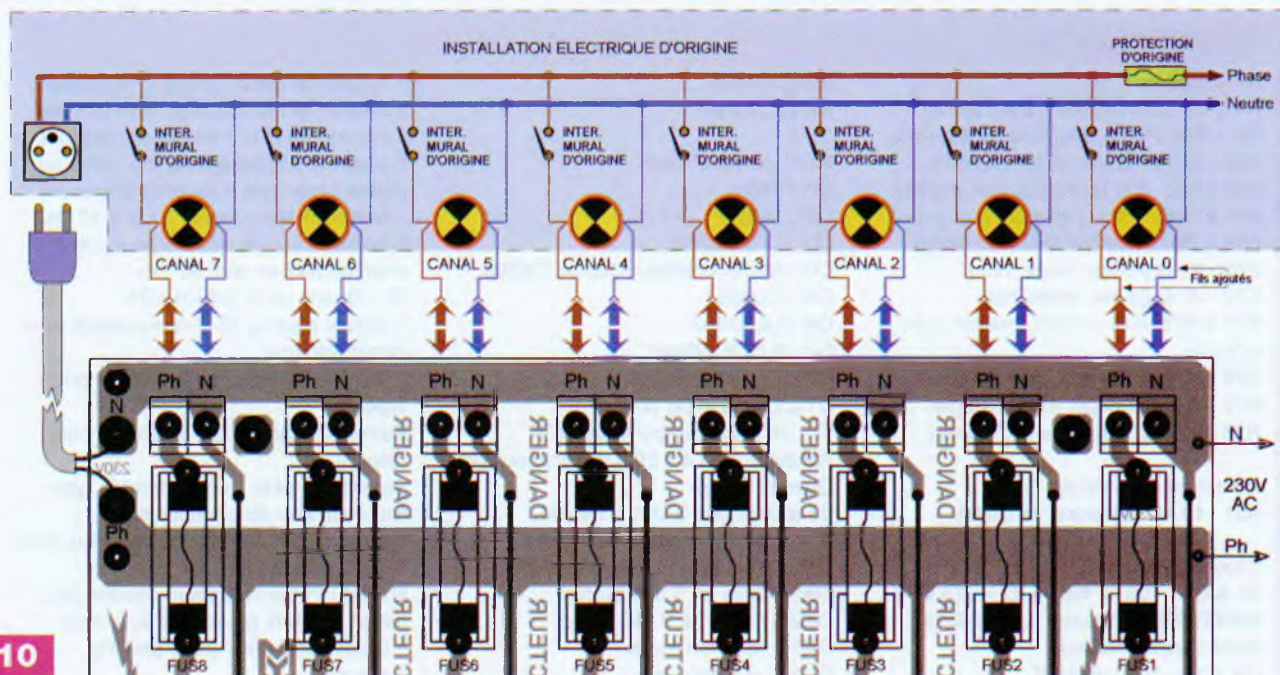 INSTALLATION ELECTRIQUE D'ORIGINE
PROTECTION
D'ORIGINE
Phase
Neutre
INTER. MURAL D'ORIGINE
INTER. MURAL D'ORIGINE
INTER. MURAL D'ORIGINE
INTER. MURAL D'ORIGINE
INTER. MURAL D'ORIGINE
INTER. MURAL D'ORIGINE
INTER. MURAL D'ORIGINE
INTER. MURAL D'ORIGINE
CANAL 7 CANAL 6 CANAL 5 CANAL 4 CANAL 3 CANAL 2 CANAL 1 CANAL 0
Fils ajoutés
Ph N Ph N Ph N Ph N Ph N Ph N Ph N Ph N
N
230V
Ph
DANGER
DANGER
DANGER
DANGER
DANGER
DANGER
N
230V
AC
Ph
230V
FUS8 FUS7 FUS6 FUS5 FUS4 FUS3 FUS2 FUS1
10